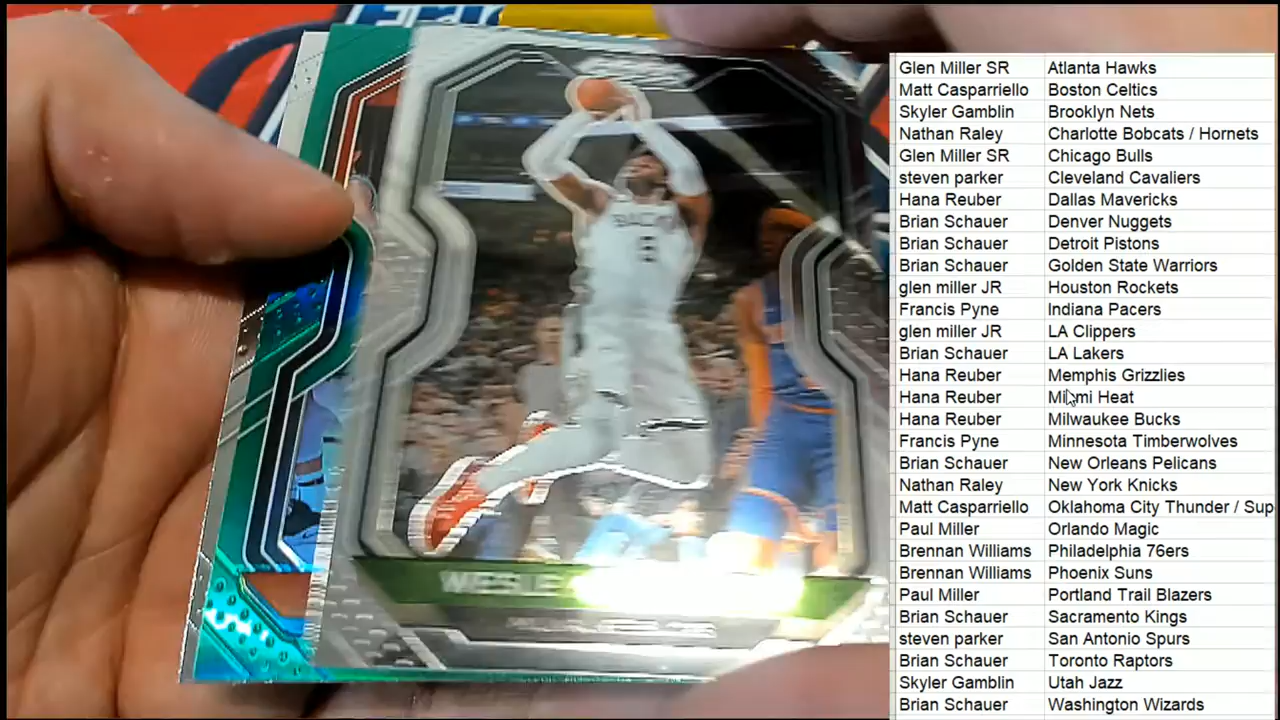 Glen Miller SR Atlanta Hawks
Matt Casparriello Boston Celtics
Skyler Gamblin Brooklyn Nets
Nathan Raley Charlotte Bobcats / Hornets
Glen Miller SR Chicago Bulls
steven parker Cleveland Cavaliers
Hana Reuber Dallas Mavericks
Brian Schauer Denver Nuggets
Brian Schauer Detroit Pistons
Brian Schauer Golden State Warriors
glen miller JR Houston Rockets
Francis Pyne Indiana Pacers
glen miller JR LA Clippers
Brian Schauer LA Lakers
Hana Reuber Memphis Grizzlies
Hana Reuber Miami Heat
Hana Reuber Milwaukee Bucks
Francis Pyne Minnesota Timberwolves
Brian Schauer New Orleans Pelicans
Nathan Raley New York Knicks
Matt Casparriello Oklahoma City Thunder / Sup
Paul Miller Orlando Magic
Brennan Williams Philadelphia 76ers
Brennan Williams Phoenix Suns
Paul Miller Portland Trail Blazers
Brian Schauer Sacramento Kings
steven parker San Antonio Spurs
Brian Schauer Toronto Raptors
Skyler Gamblin Utah Jazz
Brian Schauer Washington Wizards
WESLE